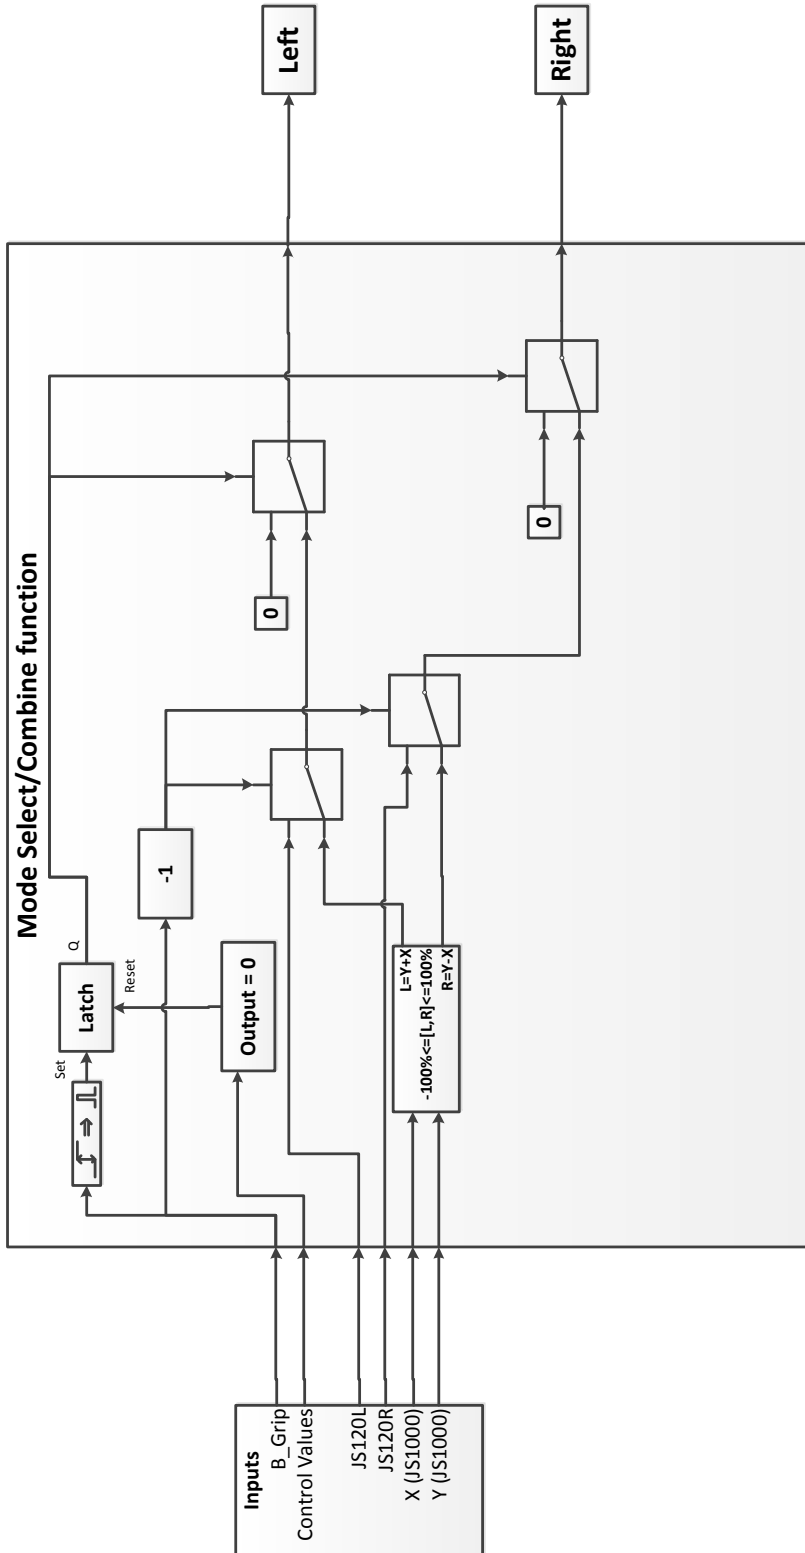 Mode Select/Combine function
Inputs
B_Grip
Control Values
JS120L
JS120R
X (JS1000)
Y (JS1000)
Set
Latch
Q
Reset
Output = 0
-1
L=Y+X
-100%<=[L,R]<=100%
R=Y-X
0
0
Left
Right